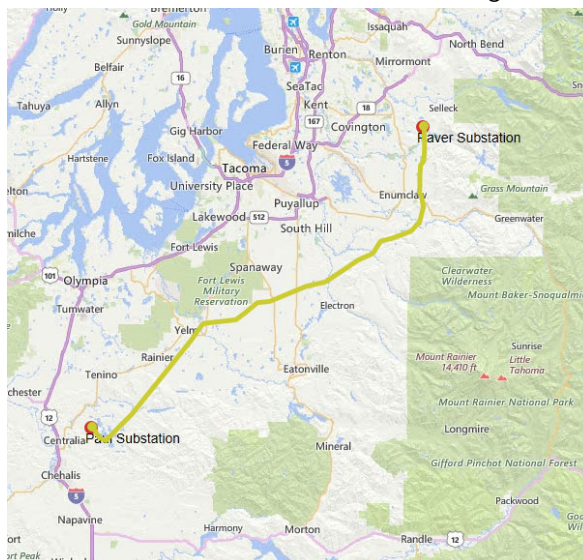 Gold Mountain
Bremerton
Issaquah
Sunnyslope
North Bend
Burien
Renton
Mirrormont
Belfair
16
SeaTac
Tahuya
Allyn
Kent
18
Selleck
167
Covington
Raver Substation
Gig Harbor
Federal Way
Hartstene
Fox Island
Tacoma
5
University Place
Enumclaw
Grass Mountain
Puyallup
Lakewood
512
Greenwater
South Hill
Fort Lewis
101
Spanaway
Clearwater
Wilderness
Olympia
Fort Lewis
Military
Reservation
Mount Baker-Snoqualmi
Tumwater
Electron
Yelm
Sunrise
Rainier
Mount Rainier
14,410 ft
Little
Tahoma
Tenino
Eatonville
Mount Rainier National Park
12
Longmire
Centralia
Paul Substation
Mineral
Chehalis
Gifford Pinchot National Forest
5
Packwood
Napavine
Harmony
Morton
Randle
12